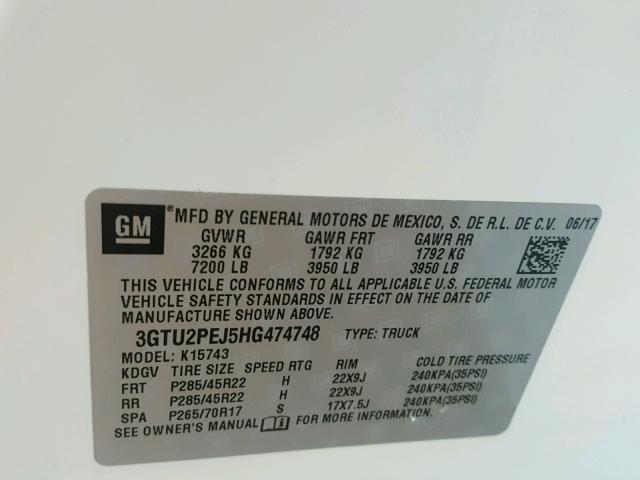 GM
®MFD BY GENERAL MOTORS DE MEXICO, S. DE R.L. DE C.V. 06/17
GVWR GAWR FRT GAWR RR
3266 KG 1792 KG 1792 KG
7200 LB 3950 LB 3950 LB
THIS VEHICLE CONFORMS TO ALL APPLICABLE U.S. FEDERAL MOTOR
VEHICLE SAFETY STANDARDS IN EFFECT ON THE DATE OF
MANUFACTURE SHOWN ABOVE.
3GTU2PEJ5HG474748 TYPE: TRUCK
MODEL: K15743
KDGV TIRE SIZE SPEED RTG RIM COLD TIRE PRESSURE
FRT P285/45R22 H 22X9J 240KPA(35PSI)
RR P285/45R22 H 22X9J 240KPA(35PSI)
SPA P265/70R17 S 17X7.5J 240KPA(35PSI)
SEE OWNER'S MANUAL FOR MORE INFORMATION.